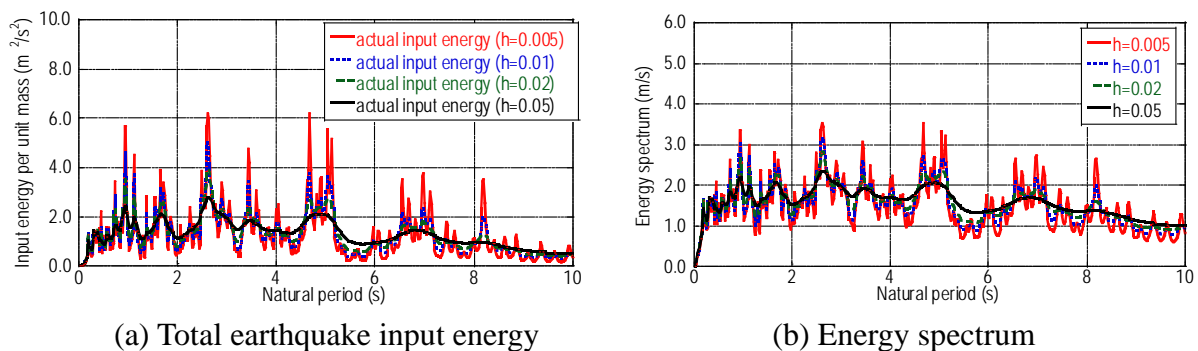 Input energy per unit mass (m ²/s²)
10.0
8.0
6.0
4.0
2.0
0.0
actual input energy (h=0.005)
actual input energy (h=0.01)
actual input energy (h=0.02)
actual input energy (h=0.05)
0 2 4 6 8 10
Natural period (s)
(a) Total earthquake input energy
Energy spectrum (m/s)
6.0
5.0
4.0
3.0
2.0
1.0
0.0
h=0.005
h=0.01
h=0.02
h=0.05
0 2 4 6 8 10
Natural period (s)
(b) Energy spectrum